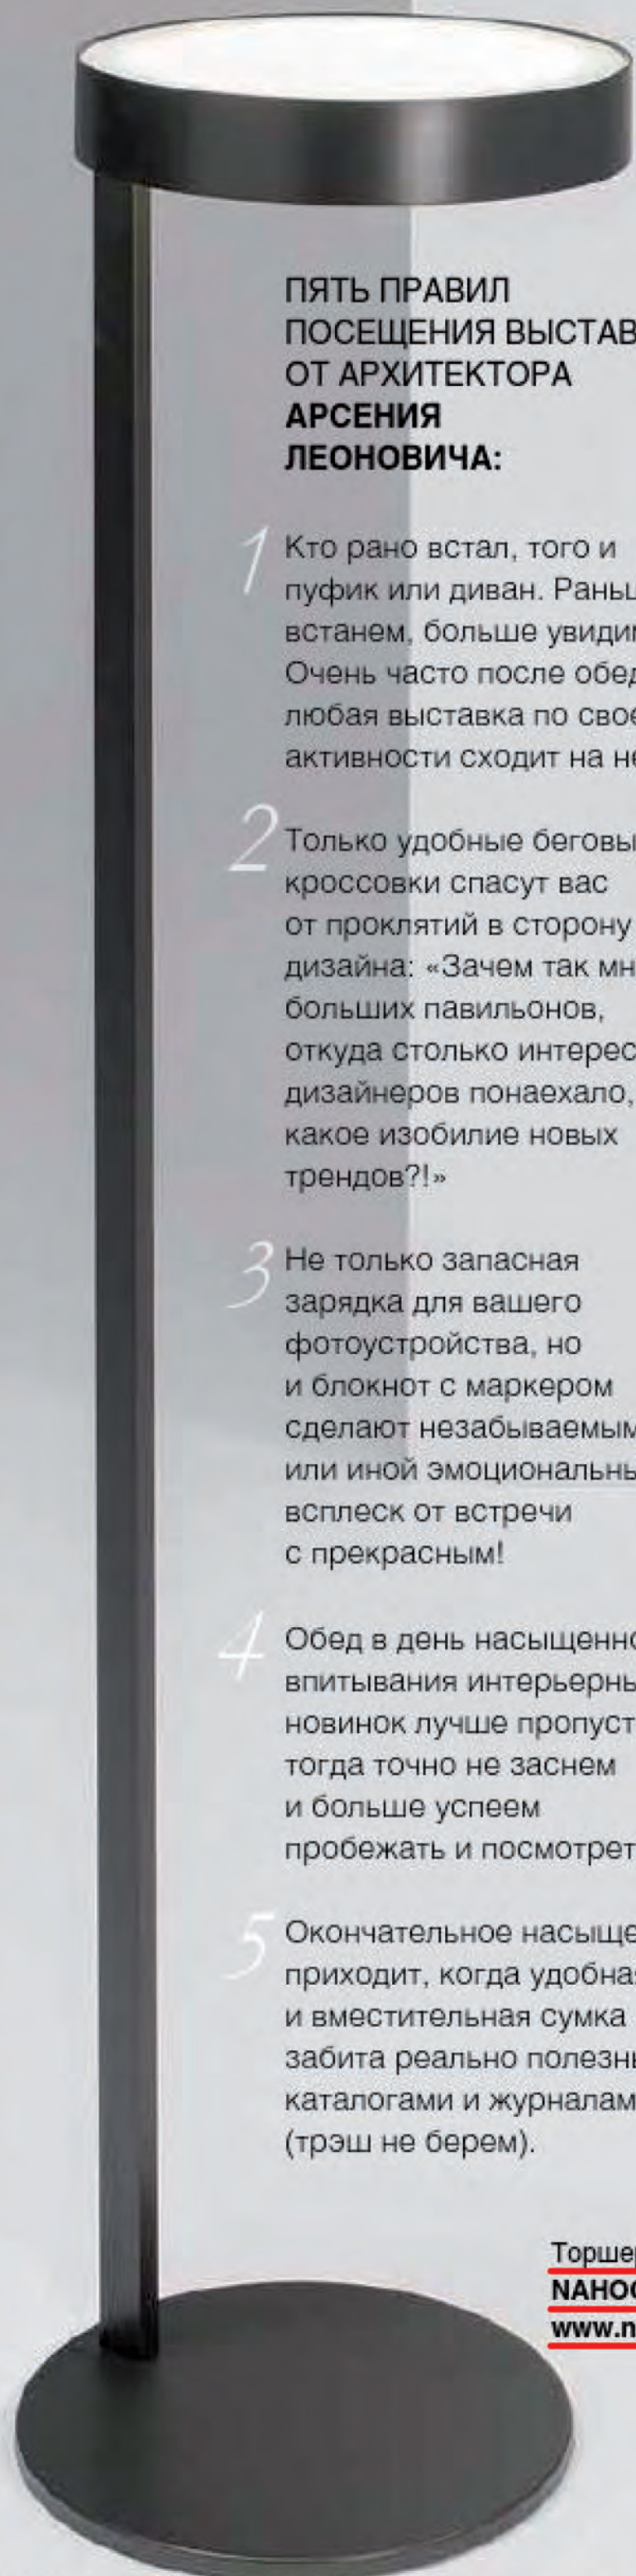 ПЯТЬ ПРАВИЛ
ПОСЕЩЕНИЯ ВЫСТАВ
ОТ АРХИТЕКТОРА
АРСЕНИЯ
ЛЕОНОВИЧА:
1 Кто рано встал, того и
пуфик или диван. Рань
встанем, больше увиди
Очень часто после обед
любая выставка по свое
активности сходит на не
2 Только удобные беговы
кроссовки спасут вас
от проклятий в сторону
дизайна: «Зачем так мн
больших павильонов,
откуда столько интерес
дизайнеров понаехало,
какое изобилие новых
трендов?!»
3 Не только запасная
зарядка для вашего
фотоустройства, но
и блокнот с маркером
сделают незабываемым
или иной эмоциональны
всплеск от встречи
с прекрасным!
4 Обед в день насыщенно
впитывания интерьерны
новинок лучше пропуст
тогда точно не заснем
и больше успеем
пробежать и посмотрет
5 Окончательное насыще
приходит, когда удобная
и вместительная сумка
забита реально полезны
каталогами и журналам
(трэш не берем).
Торше
NAHO
www.n